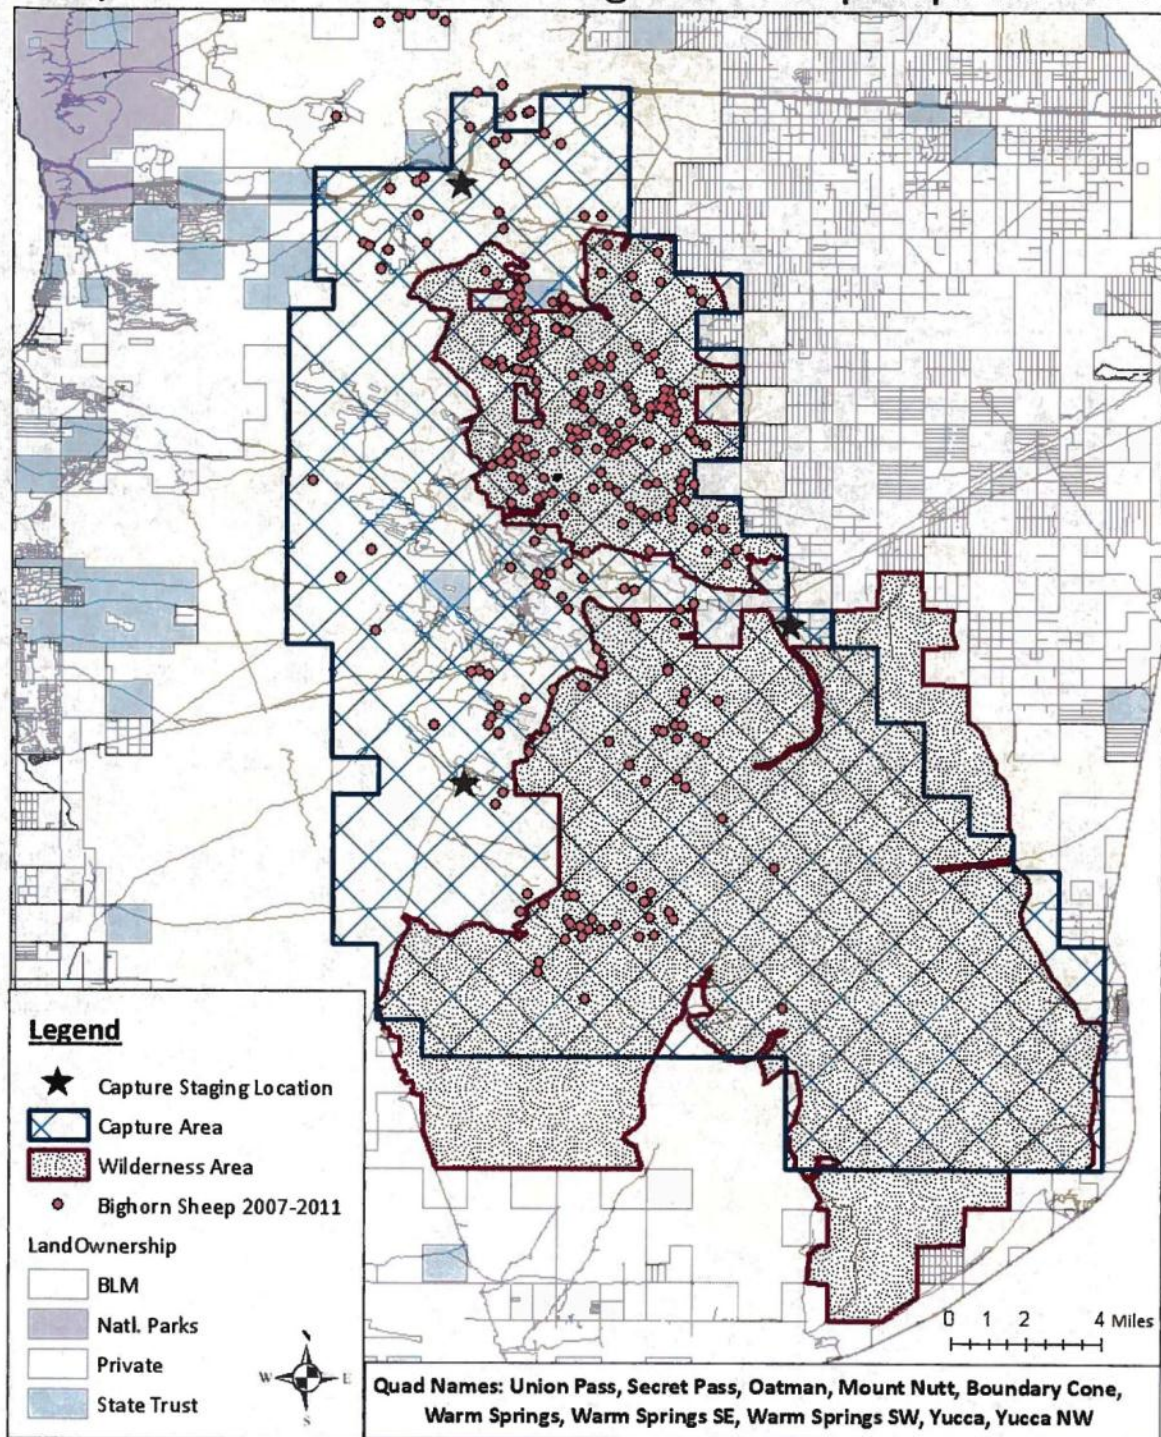 Legend
Capture Staging Location
Capture Area
Wilderness Area
Bighorn Sheep 2007-2011
LandOwnership
BLM
Natl. Parks
Private
State Trust
N
W E
S
0 1 2 4 Miles
Quad Names: Union Pass, Secret Pass, Oatman, Mount Nutt, Boundary Cone,
Warm Springs, Warm Springs SE, Warm Springs SW, Yucca, Yucca NW